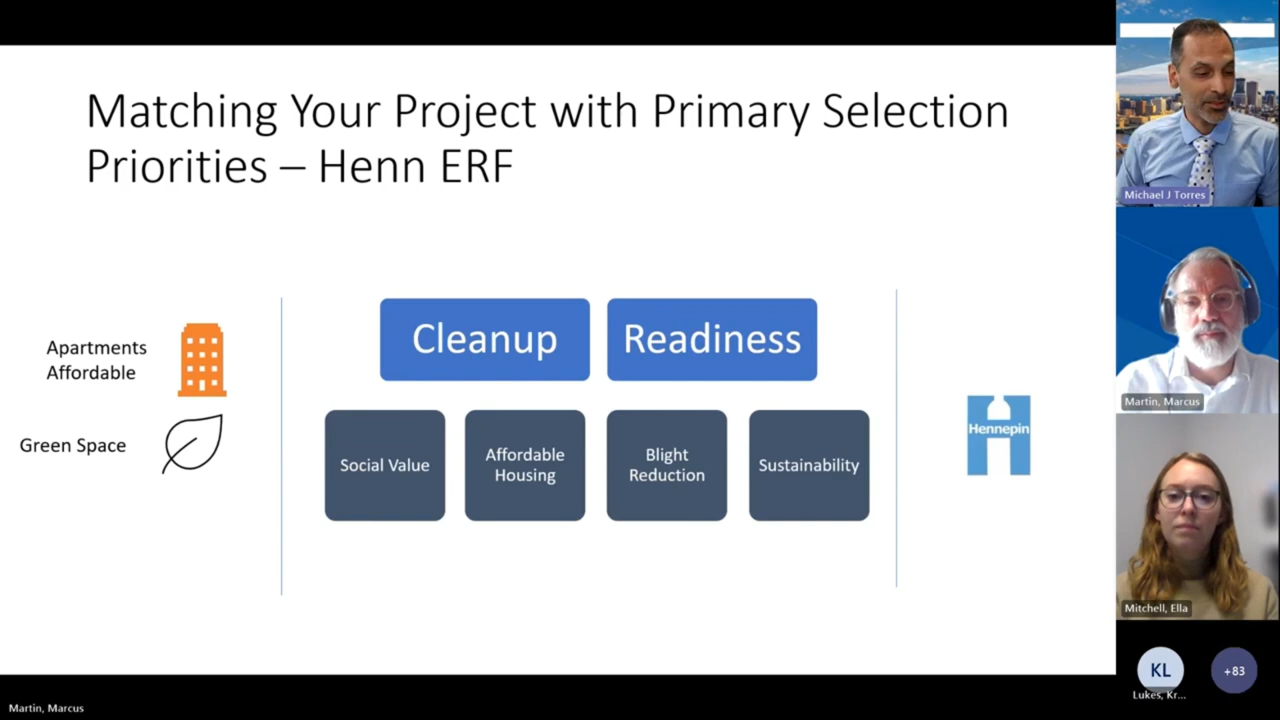 Matching Your Project with Primary Selection
Priorities – Henn ERF
Apartments
Affordable
Green Space
Cleanup
Readiness
Social Value
Affordable
Housing
Blight
Reduction
Sustainability
Hennepin
Michael J Torres
Martin, Marcus
Mitchell, Ella
KL
Lukes, Kr...
+83
Martin, Marcus